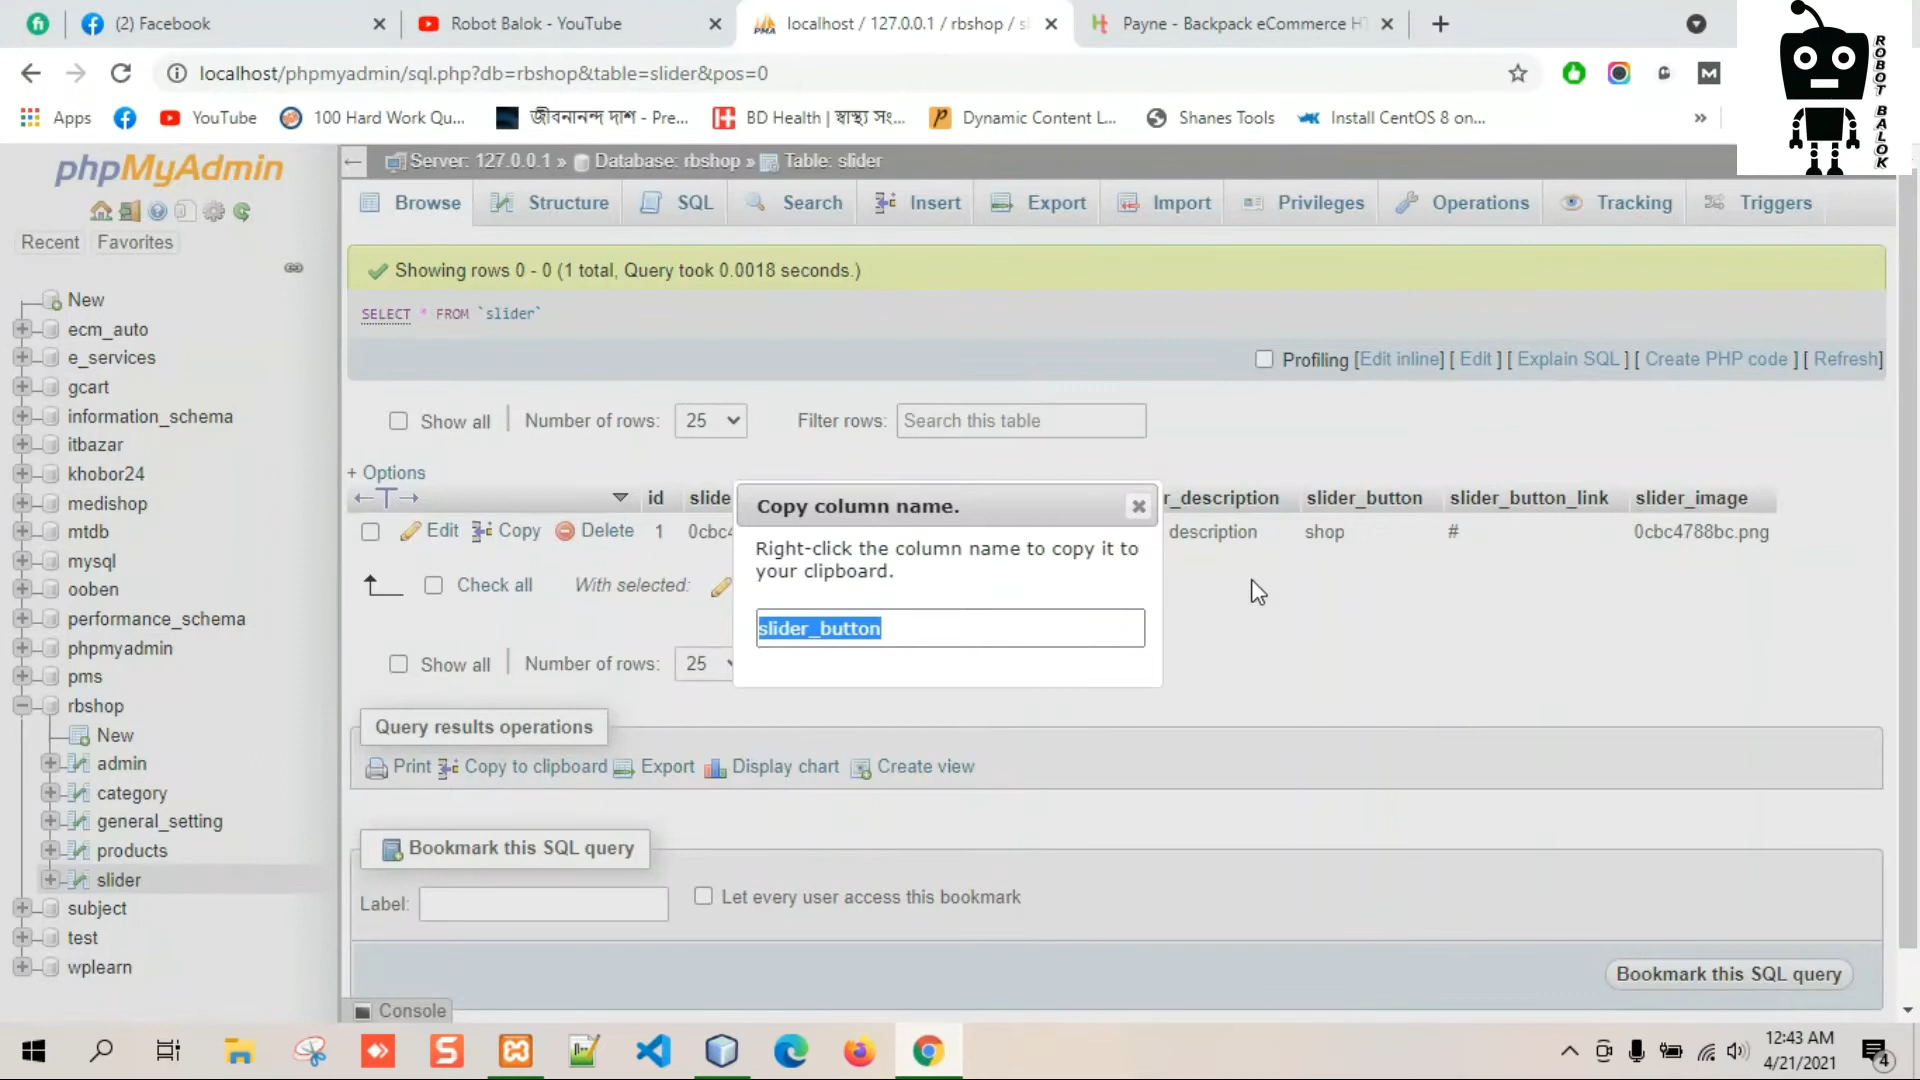 (2) Facebook
Robot Balok - YouTube
localhost / 127.0.0.1 / rbshop / sl
Payne - Backpack eCommerce HT
localhost/phpmyadmin/sql.php?db=rbshop&table=slider&pos=0
Apps
YouTube
100 Hard Work Qu...
জীবনানন্দ দাশ - Pre...
BD Health | স্বাস্থ্য সং...
Dynamic Content L...
Shanes Tools
Install CentOS 8 on...
»
ROBOT BALOK
phpMyAdmin
Recent
Favorites
New
ecm_auto
e_services
gcart
information_schema
itbazar
khobor24
medishop
mtdb
mysql
ooben
performance_schema
phpmyadmin
pms
rbshop
New
admin
category
general_setting
products
slider
subject
test
wplearn
Server: 127.0.0.1 » Database: rbshop » Table: slider
Browse
Structure
SQL
Search
Insert
Export
Import
Privileges
Operations
Tracking
Triggers
Showing rows 0 - 0 (1 total, Query took 0.0018 seconds.)
SELECT * FROM `slider`
Profiling [Edit inline] [ Edit ] [ Explain SQL ] [ Create PHP code ] [ Refresh]
Show all
Number of rows: 25
Filter rows: Search this table
+ Options
id slide r_description slider_button slider_button_link slider_image
Edit Copy Delete 1 0cbc4 description shop # 0cbc4788bc.png
Check all With selected:
Show all
Number of rows: 25
Copy column name.
Right-click the column name to copy it to
your clipboard.
slider_button
Query results operations
Print Copy to clipboard Export Display chart Create view
Bookmark this SQL query
Label:
Let every user access this bookmark
Bookmark this SQL query
Console
12:43 AM
4/21/2021
4